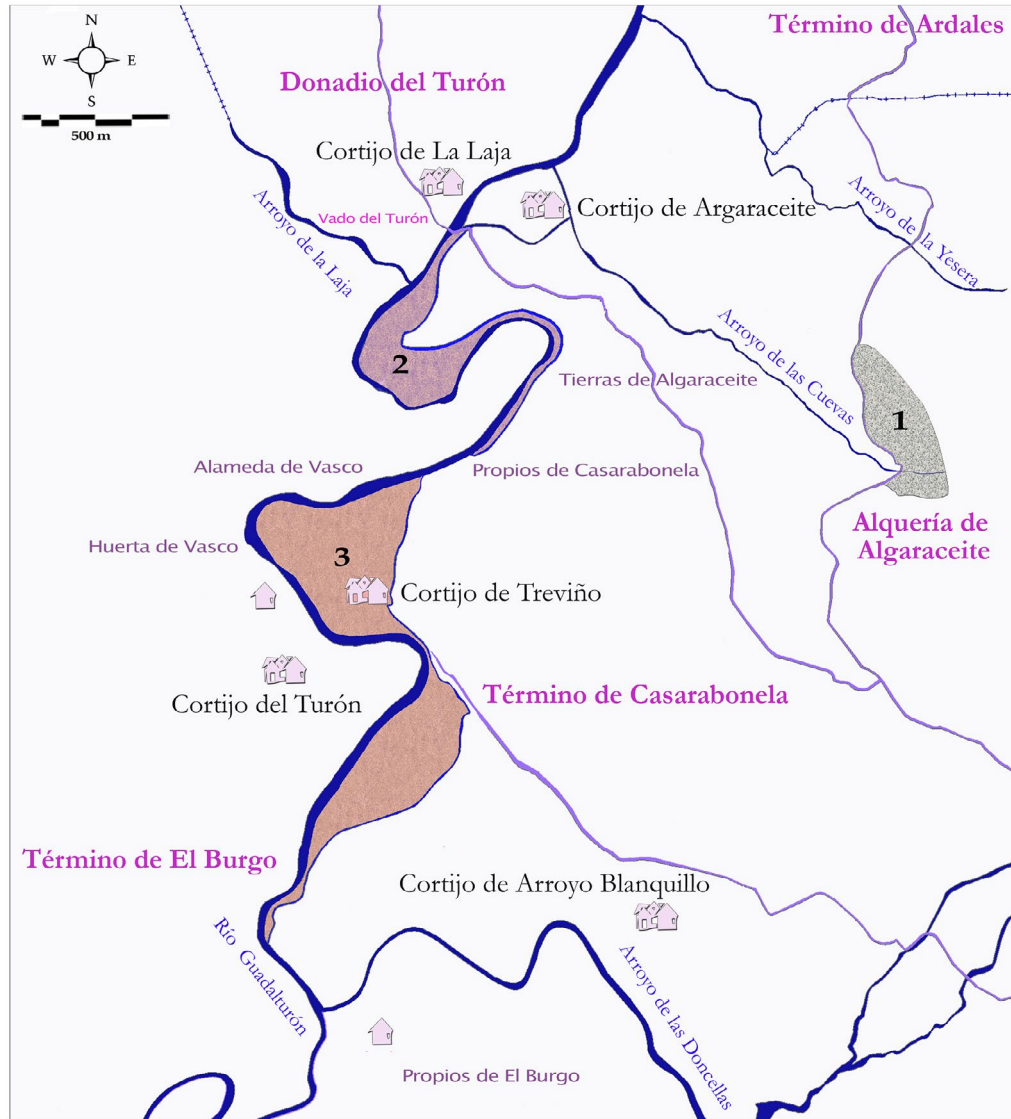 N
W E
S
500 m
Término de Ardales
Donadio del Turón
Cortijo de La Laja
Cortijo de Argaraceite
Vado del Turón
Arroyo de la Laja
Arroyo de la Yesera
Arroyo de las Cuevas
2
Tierras de Algaraceite
1
Alameda de Vasco
Propios de Casarabonela
Alquería de
Algaraceite
Huerta de Vasco
3
Cortijo de Treviño
Cortijo del Turón
Término de Casarabonela
Término de El Burgo
Cortijo de Arroyo Blanquillo
Río Guadalturón
Arroyo de las Doncellas
Propios de El Burgo